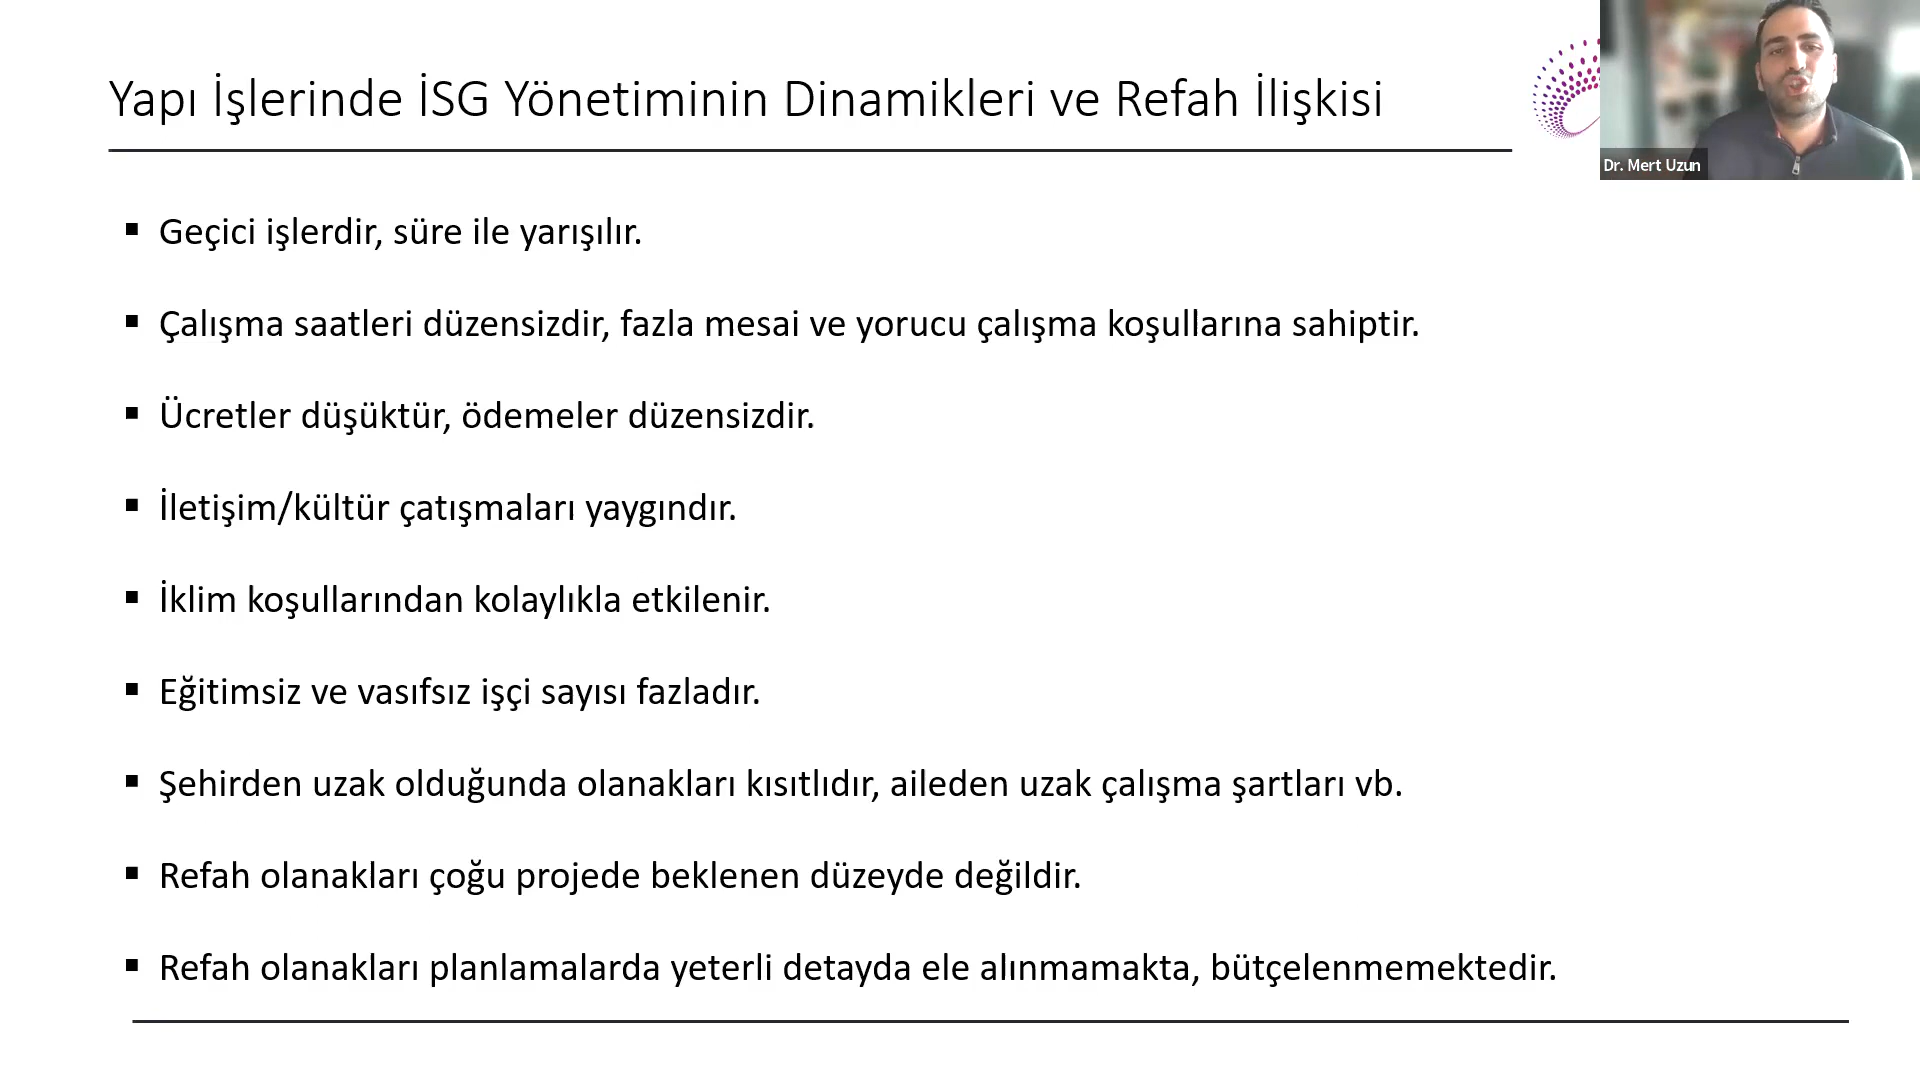 Yapı İşlerinde İSG Yönetiminin Dinamikleri ve Refah İlişkisi
Dr. Mert Uzun
▪ Geçici işlerdir, süre ile yarışılır.
▪ Çalışma saatleri düzensizdir, fazla mesai ve yorucu çalışma koşullarına sahiptir.
▪ Ücretler düşüktür, ödemeler düzensizdir.
▪ İletişim/kültür çatışmaları yaygındır.
▪ İklim koşullarından kolaylıkla etkilenir.
▪ Eğitimsiz ve vasıfsız işçi sayısı fazladır.
▪ Şehirden uzak olduğunda olanakları kısıtlıdır, aileden uzak çalışma şartları vb.
▪ Refah olanakları çoğu projede beklenen düzeyde değildir.
▪ Refah olanakları planlamalarda yeterli detayda ele alınmamakta, bütçelenmemektedir.